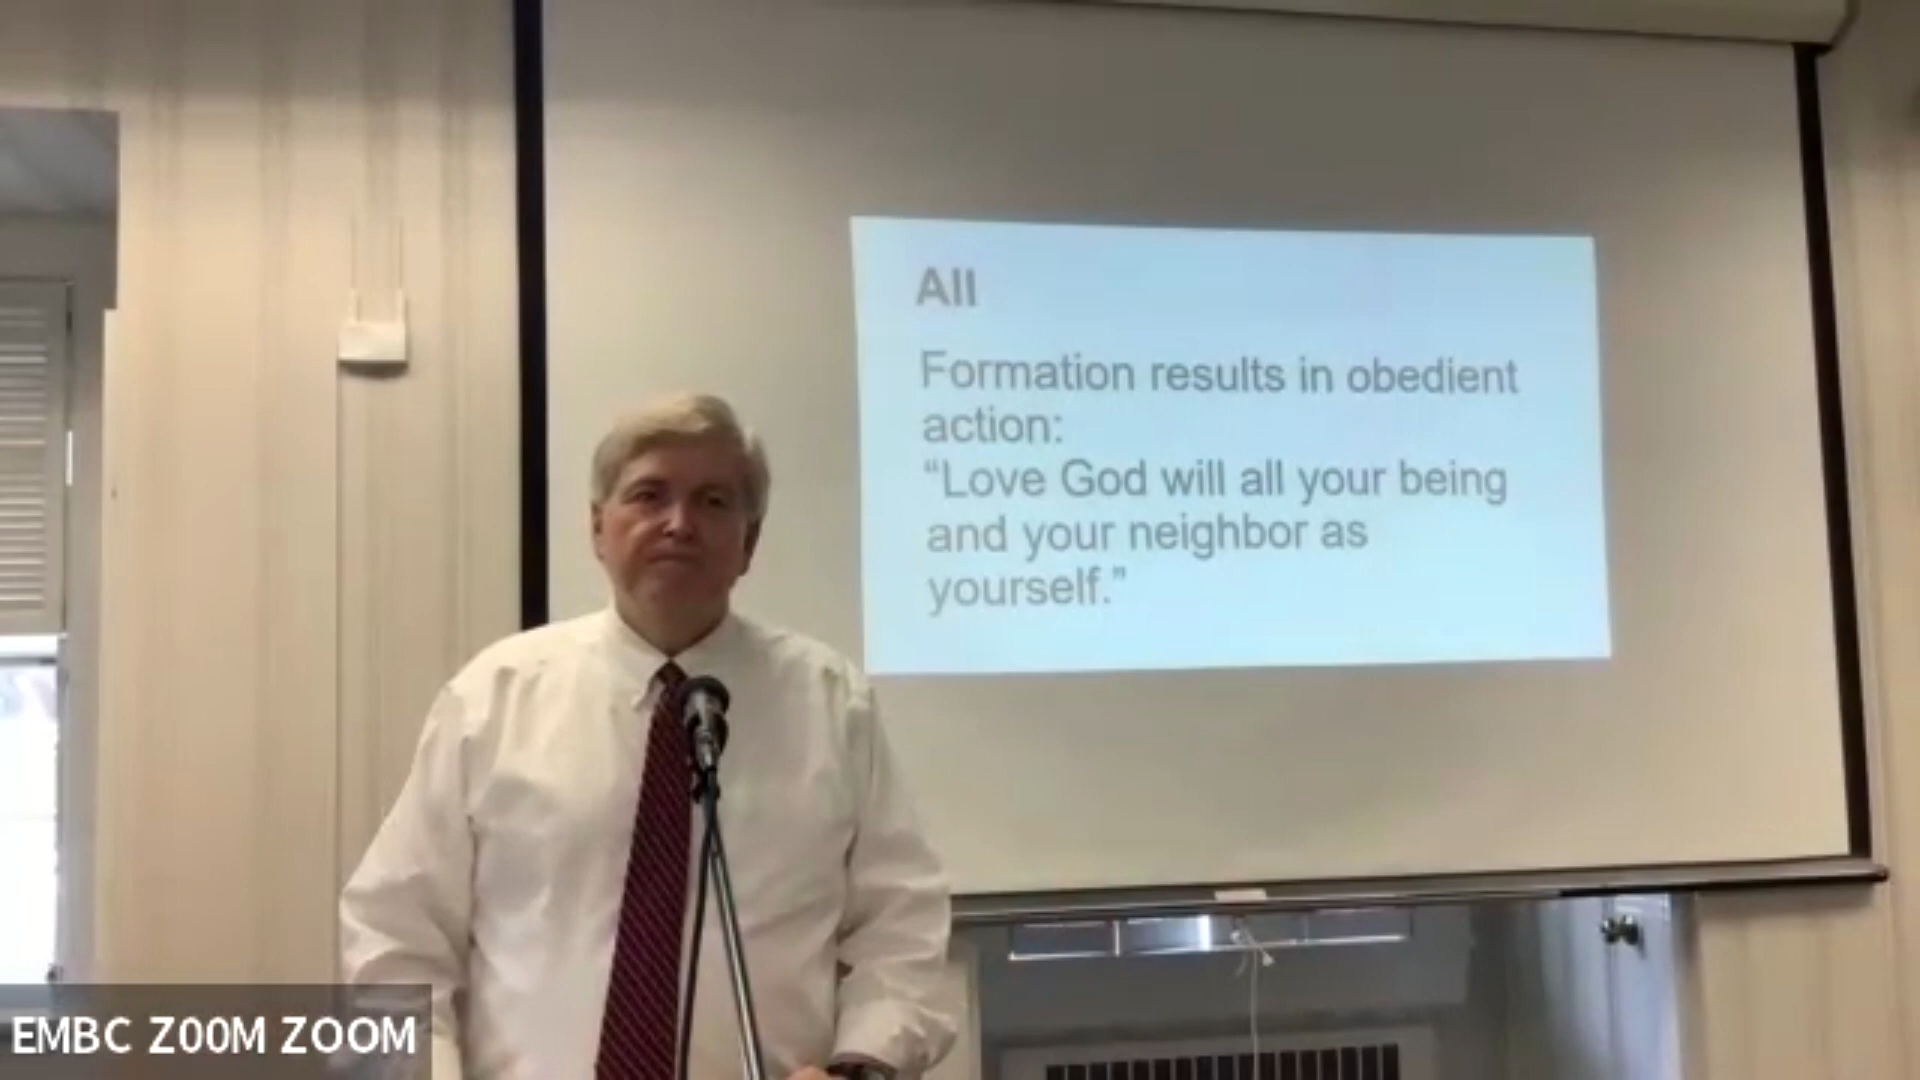 All
Formation results in obedient
action:
“Love God will all your being
and your neighbor as
yourself.”
EMBC Z00M ZOOM